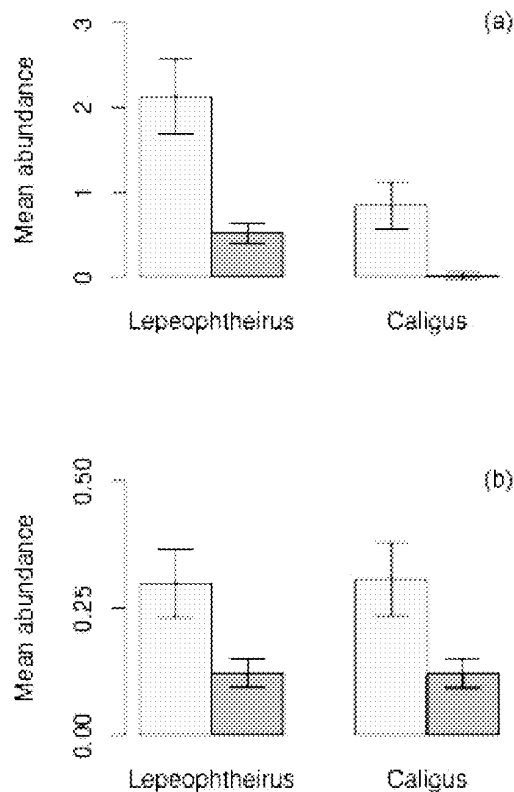 (a)
Mean abundance
3
2
1
0
Lepeophtheirus Caligus
(b)
Mean abundance
0.50
0.25
0.00
Lepeophtheirus Caligus